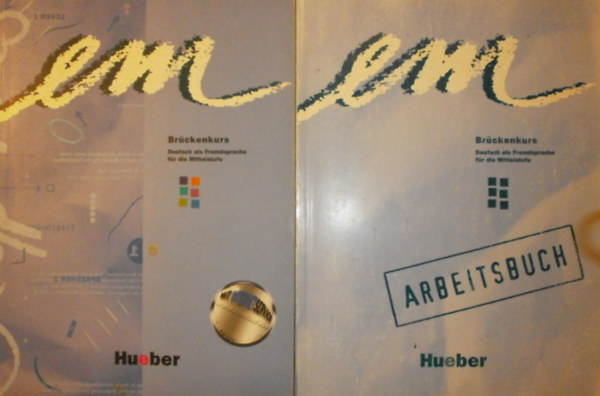 em
Brückenkurs
Deutsch als Fremdsprache
für die Mittelstufe
Hueber
em
Brückenkurs
Deutsch als Fremdsprache
für die Mittelstufe
ARBEITSBUCH
Hueber